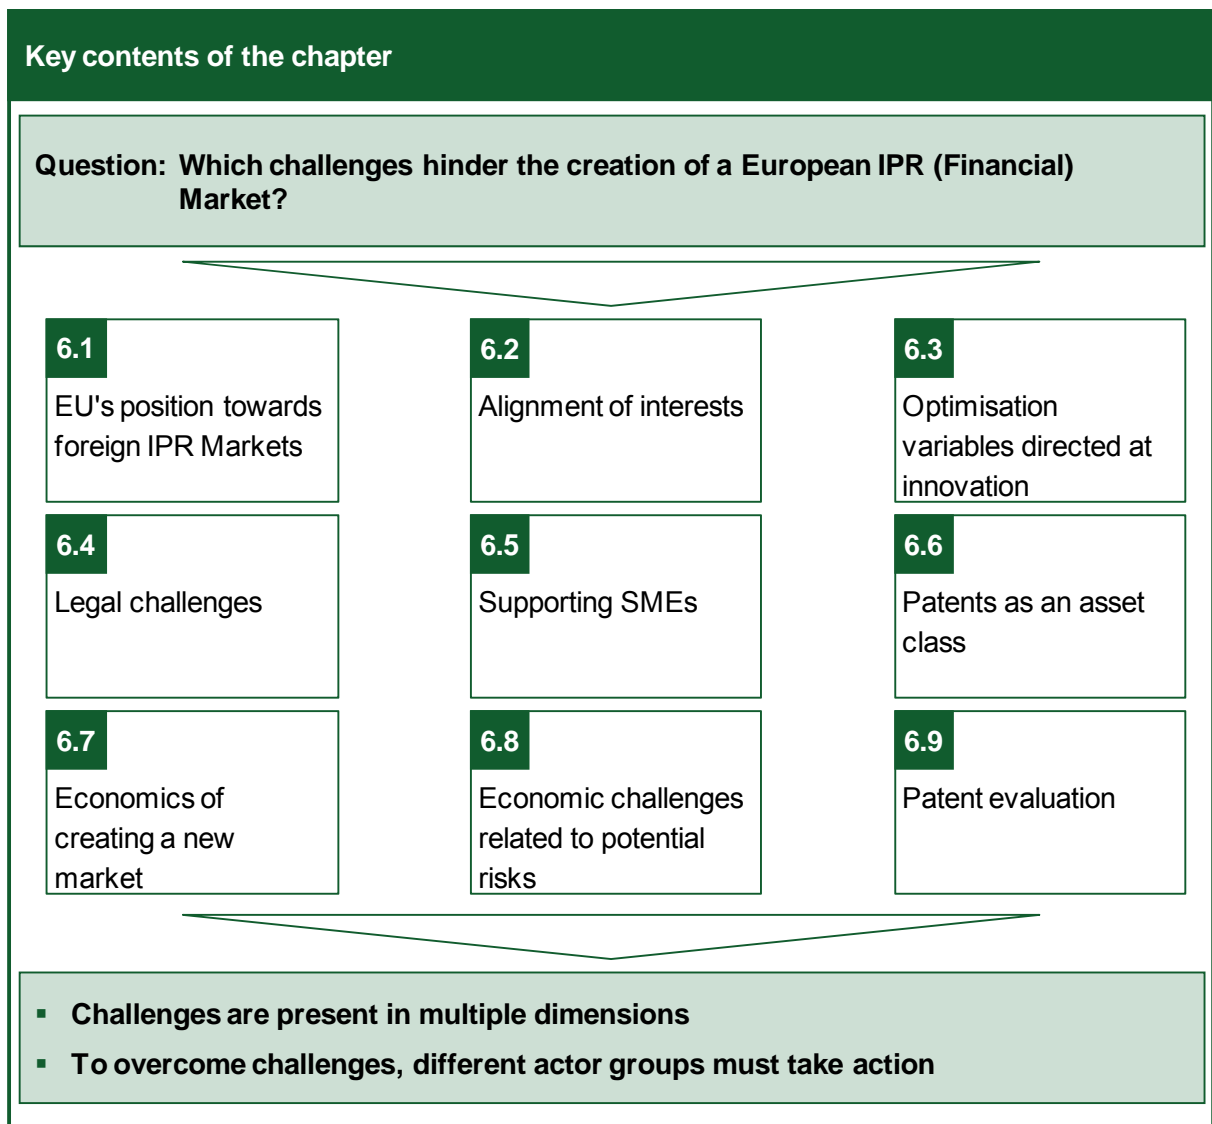 Key contents of the chapter
Question: Which challenges hinder the creation of a European IPR (Financial)
Market?
6.1
EU's position towards
foreign IPR Markets
6.2
Alignment of interests
6.3
Optimisation
variables directed at
innovation
6.4
Legal challenges
6.5
Supporting SMEs
6.6
Patents as an asset
class
6.7
Economics of
creating a new
market
6.8
Economic challenges
related to potential
risks
6.9
Patent evaluation
▪ Challenges are present in multiple dimensions
▪ To overcome challenges, different actor groups must take action